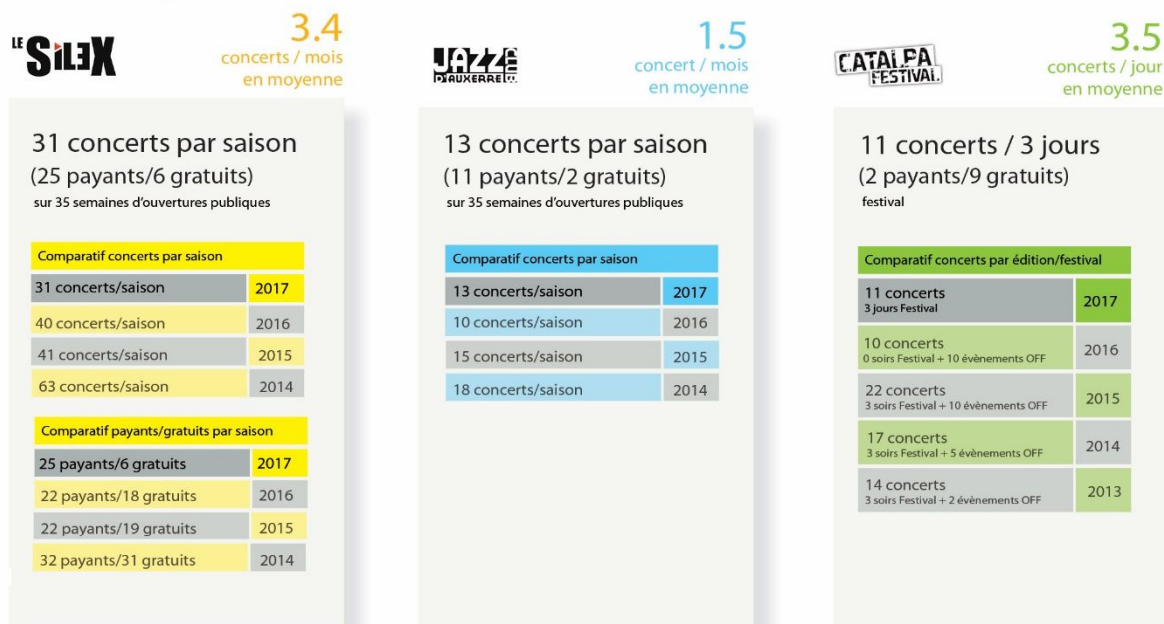 LE SILEX
3.4
concerts / mois
en moyenne
31 concerts par saison
(25 payants/6 gratuits)
sur 35 semaines d'ouvertures publiques
Comparatif concerts par saison
31 concerts/saison 2017
40 concerts/saison 2016
41 concerts/saison 2015
63 concerts/saison 2014
Comparatif payants/gratuits par saison
25 payants/6 gratuits 2017
22 payants/18 gratuits 2016
22 payants/19 gratuits 2015
32 payants/31 gratuits 2014
JAZZ CLUB
D'AUXERRE
1.5
concert / mois
en moyenne
13 concerts par saison
(11 payants/2 gratuits)
sur 35 semaines d'ouvertures publiques
Comparatif concerts par saison
13 concerts/saison 2017
10 concerts/saison 2016
15 concerts/saison 2015
18 concerts/saison 2014
CATALPA
FESTIVAL
3.5
concerts / jour
en moyenne
11 concerts / 3 jours
(2 payants/9 gratuits)
festival
Comparatif concerts par édition/festival
11 concerts 2017
3 jours Festival
10 concerts 2016
0 soirs Festival + 10 évènements OFF
22 concerts 2015
3 soirs Festival + 10 évènements OFF
17 concerts 2014
3 soirs Festival + 5 évènements OFF
14 concerts 2013
3 soirs Festival + 2 évènements OFF